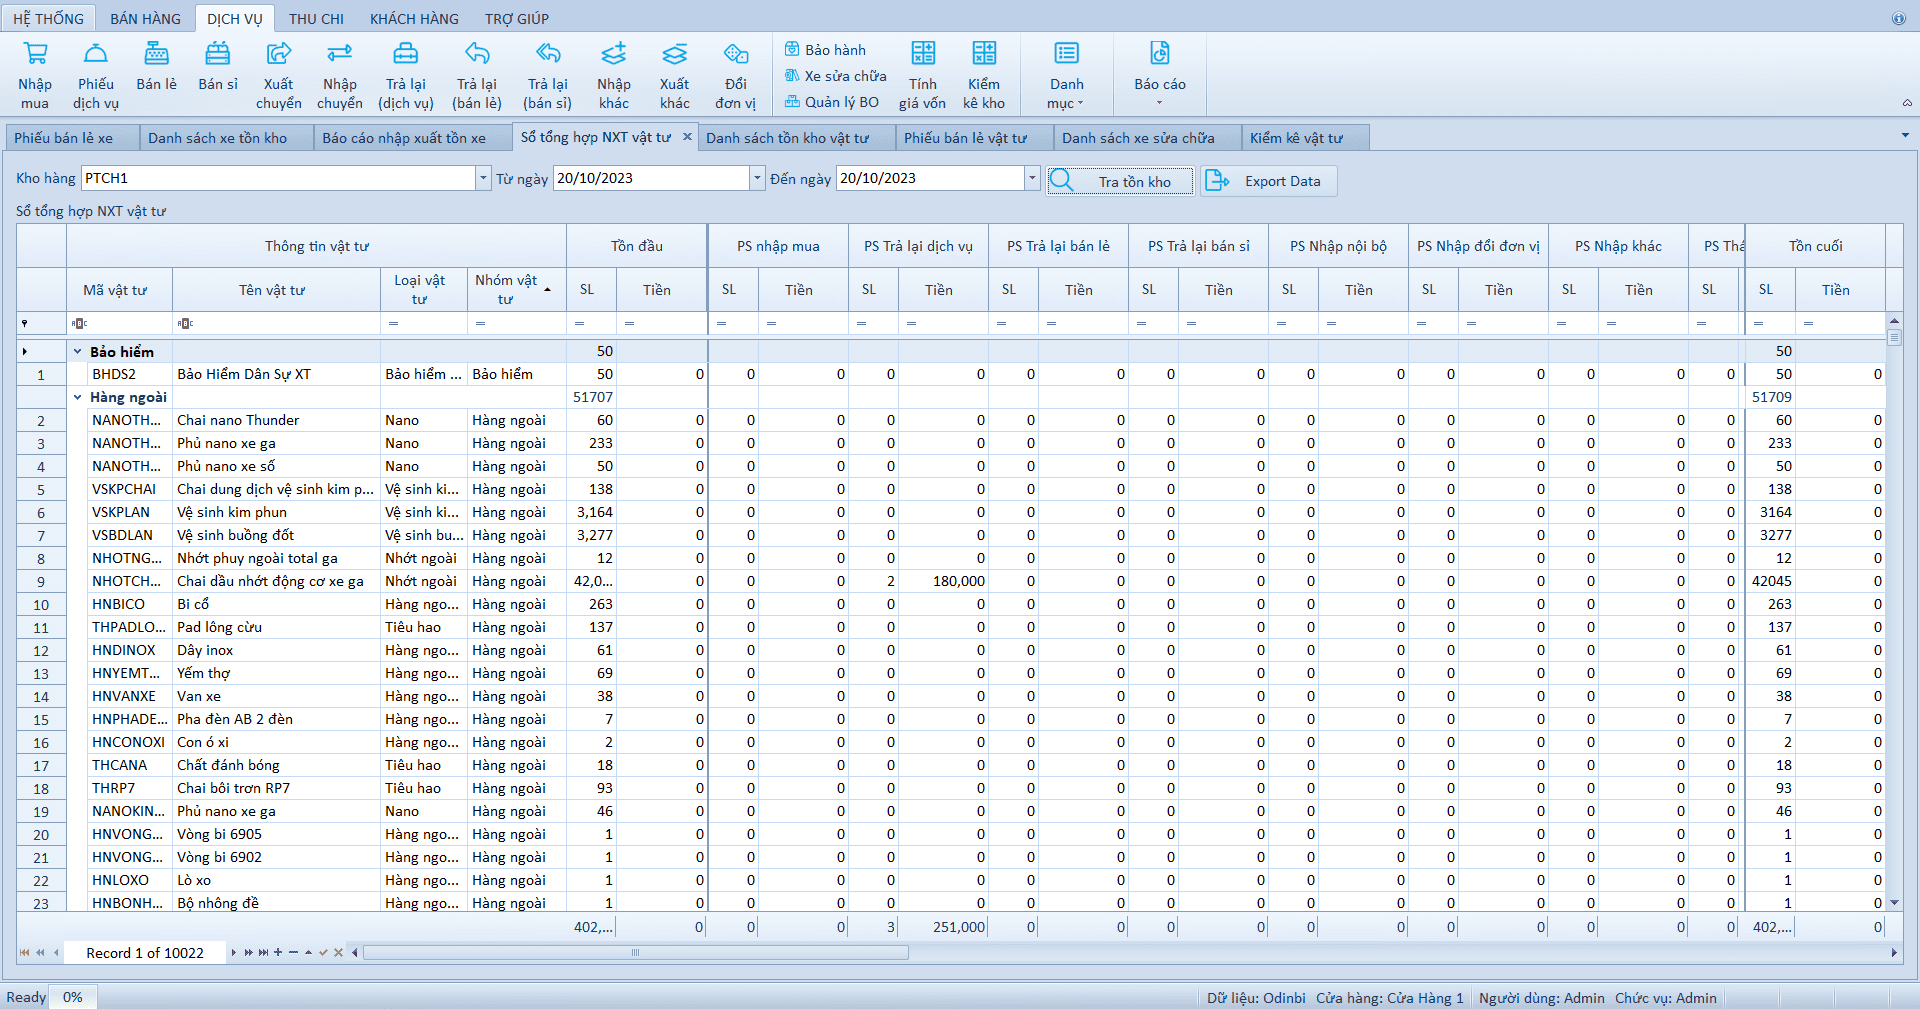 HỆ THỐNG BÁN HÀNG DỊCH VỤ THU CHI KHÁCH HÀNG TRỢ GIÚP
Nhập mua
Phiếu dịch vụ
Bán lẻ
Bán sỉ
Xuất chuyển
Nhập chuyển
Trả lại (dịch vụ)
Trả lại (bán lẻ)
Trả lại (bán sỉ)
Nhập khác
Xuất khác
Đổi đơn vị
Bảo hành
Xe sửa chữa
Quản lý BO
Tính giá vốn
Kiểm kê kho
Danh mục
Báo cáo
Phiếu bán lẻ xe Danh sách xe tồn kho Báo cáo nhập xuất tồn xe Sổ tổng hợp NXT vật tư Danh sách tồn kho vật tư Phiếu bán lẻ vật tư Danh sách xe sửa chữa Kiểm kê vật tư
Kho hàng PTCH1 Từ ngày 20/10/2023 Đến ngày 20/10/2023 Tra tồn kho Export Data
Sổ tổng hợp NXT vật tư
Thông tin vật tư Tồn đầu PS nhập mua PS Trả lại dịch vụ PS Trả lại bán lẻ PS Trả lại bán sỉ PS Nhập nội bộ PS Nhập đổi đơn vị PS Nhập khác PS Thá Tồn cuối
Mã vật tư Tên vật tư Loại vật tư Nhóm vật tư SL Tiền SL Tiền SL Tiền SL Tiền SL Tiền SL Tiền SL Tiền SL Tiền SL SL Tiền
ABC ABC = = = = = = = = = = = = = = = = = = = = =
Bảo hiểm 50 50
1 BHDS2 Bảo Hiểm Dân Sự XT Bảo hiểm ... Bảo hiểm 50 0 0 0 0 0 0 0 0 0 0 0 0 0 0 0 0 50 0
Hàng ngoài 51707 51709
2 NANOTH... Chai nano Thunder Nano Hàng ngoài 60 0 0 0 0 0 0 0 0 0 0 0 0 0 0 0 0 60 0
3 NANOTH... Phủ nano xe ga Nano Hàng ngoài 233 0 0 0 0 0 0 0 0 0 0 0 0 0 0 0 0 233 0
4 NANOTH... Phủ nano xe số Nano Hàng ngoài 50 0 0 0 0 0 0 0 0 0 0 0 0 0 0 0 0 50 0
5 VSKPCHAI Chai dung dịch vệ sinh kim p... Vệ sinh ki... Hàng ngoài 138 0 0 0 0 0 0 0 0 0 0 0 0 0 0 0 0 138 0
6 VSKPLAN Vệ sinh kim phun Vệ sinh ki... Hàng ngoài 3,164 0 0 0 0 0 0 0 0 0 0 0 0 0 0 0 0 3164 0
7 VSBDLAN Vệ sinh buồng đốt Vệ sinh bu... Hàng ngoài 3,277 0 0 0 0 0 0 0 0 0 0 0 0 0 0 0 0 3277 0
8 NHOTNG... Nhớt phuy ngoài total ga Nhớt ngoài Hàng ngoài 12 0 0 0 0 0 0 0 0 0 0 0 0 0 0 0 0 12 0
9 NHOTCH... Chai dầu nhớt động cơ xe ga Nhớt ngoài Hàng ngoài 42,0... 0 0 0 2 180,000 0 0 0 0 0 0 0 0 0 0 0 42045 0
10 HNBICO Bi cổ Hàng ngo... Hàng ngoài 263 0 0 0 0 0 0 0 0 0 0 0 0 0 0 0 0 263 0
11 THPADLO... Pad lông cừu Tiêu hao Hàng ngoài 137 0 0 0 0 0 0 0 0 0 0 0 0 0 0 0 0 137 0
12 HNDINOX Dây inox Hàng ngo... Hàng ngoài 61 0 0 0 0 0 0 0 0 0 0 0 0 0 0 0 0 61 0
13 HNYEMT... Yếm thợ Hàng ngo... Hàng ngoài 69 0 0 0 0 0 0 0 0 0 0 0 0 0 0 0 0 69 0
14 HNVANXE Van xe Hàng ngo... Hàng ngoài 38 0 0 0 0 0 0 0 0 0 0 0 0 0 0 0 0 38 0
15 HNPHADE... Pha đèn AB 2 đèn Hàng ngo... Hàng ngoài 7 0 0 0 0 0 0 0 0 0 0 0 0 0 0 0 0 7 0
16 HNCONOXI Con ó xi Hàng ngo... Hàng ngoài 2 0 0 0 0 0 0 0 0 0 0 0 0 0 0 0 0 2 0
17 THCANA Chất đánh bóng Tiêu hao Hàng ngoài 18 0 0 0 0 0 0 0 0 0 0 0 0 0 0 0 0 18 0
18 THRP7 Chai bôi trơn RP7 Tiêu hao Hàng ngoài 93 0 0 0 0 0 0 0 0 0 0 0 0 0 0 0 0 93 0
19 NANOKIN... Phủ nano xe ga Nano Hàng ngoài 46 0 0 0 0 0 0 0 0 0 0 0 0 0 0 0 0 46 0
20 HNVONG... Vòng bi 6905 Hàng ngo... Hàng ngoài 1 0 0 0 0 0 0 0 0 0 0 0 0 0 0 0 0 1 0
21 HNVONG... Vòng bi 6902 Hàng ngo... Hàng ngoài 1 0 0 0 0 0 0 0 0 0 0 0 0 0 0 0 0 1 0
22 HNLOXO Lò xo Hàng ngo... Hàng ngoài 1 0 0 0 0 0 0 0 0 0 0 0 0 0 0 0 0 1 0
23 HNBONH... Bộ nhông đề Hàng ngo... Hàng ngoài 1 0 0 0 0 0 0 0 0 0 0 0 0 0 0 0 0 1 0
402,... 0 0 0 3 251,000 0 0 0 0 0 0 0 0 0 0 0 402,... 0
Record 1 of 10022
Ready 0% Dữ liệu: Odinbi Cửa hàng: Cửa Hàng 1 Người dùng: Admin Chức vụ: Admin